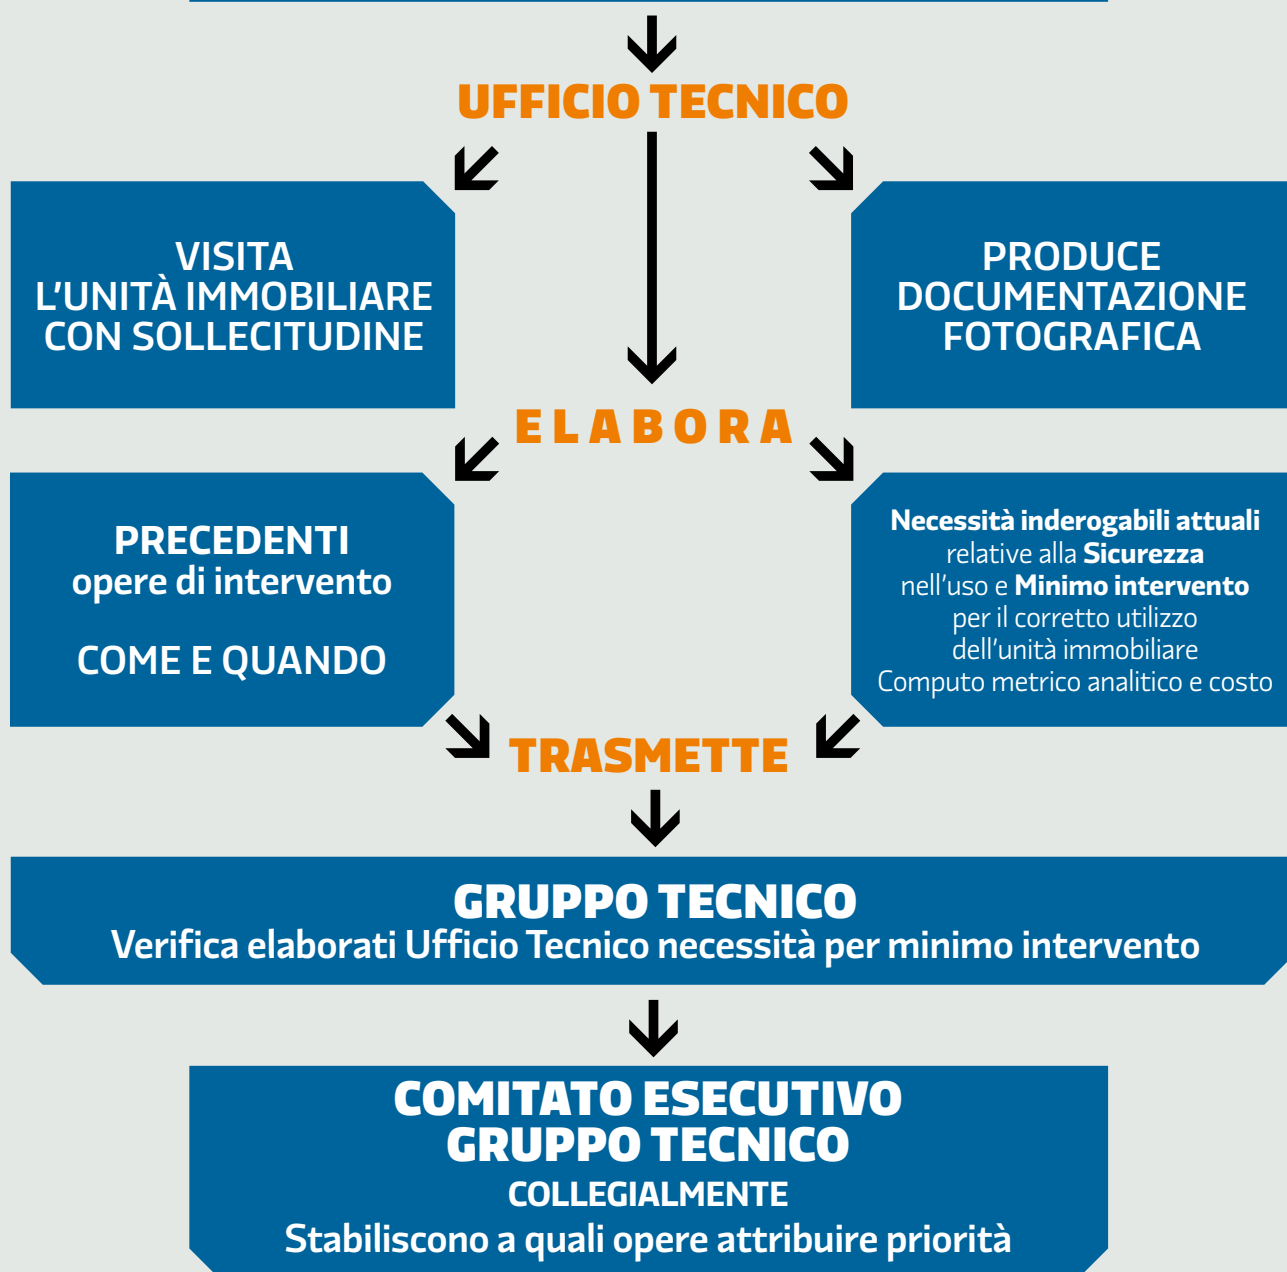 UFFICIO TECNICO
VISITA
L'UNITÀ IMMOBILIARE
CON SOLLECITUDINE
PRODUCE
DOCUMENTAZIONE
FOTOGRAFICA
ELABORA
PRECEDENTI
opere di intervento
COME E QUANDO
Necessità inderogabili attuali
relative alla Sicurezza
nell'uso e Minimo intervento
per il corretto utilizzo
dell'unità immobiliare
Computo metrico analitico e costo
TRASMETTE
GRUPPO TECNICO
Verifica elaborati Ufficio Tecnico necessità per minimo intervento
COMITATO ESECUTIVO
GRUPPO TECNICO
COLLEGIALMENTE
Stabiliscono a quali opere attribuire priorità